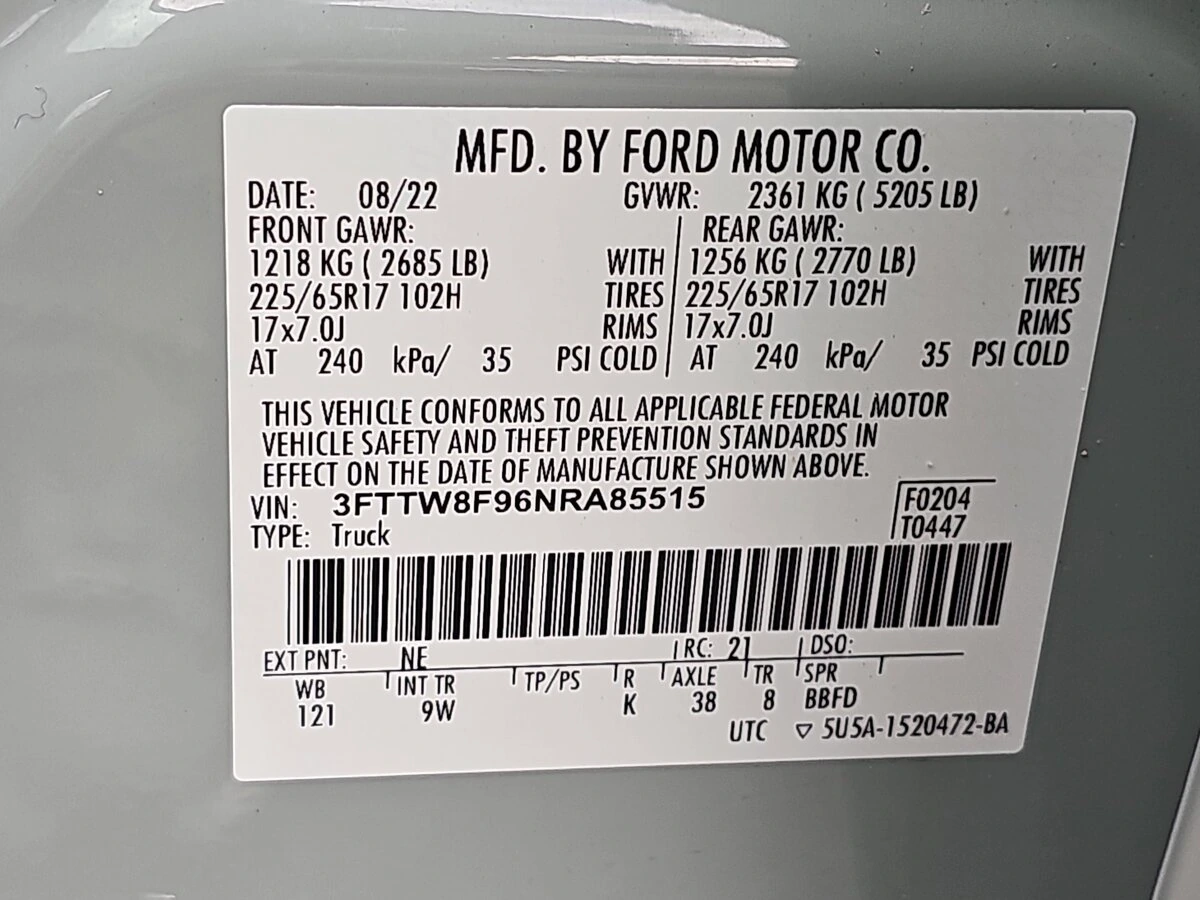 MFD. BY FORD MOTOR CO.
DATE: 08/22 GVWR: 2361 KG ( 5205 LB)
FRONT GAWR: REAR GAWR:
1218 KG ( 2685 LB) WITH 1256 KG ( 2770 LB) WITH
225/65R17 102H TIRES 225/65R17 102H TIRES
17x7.0J RIMS 17x7.0J RIMS
AT 240 kPa/ 35 PSI COLD AT 240 kPa/ 35 PSI COLD
THIS VEHICLE CONFORMS TO ALL APPLICABLE FEDERAL MOTOR
VEHICLE SAFETY AND THEFT PREVENTION STANDARDS IN
EFFECT ON THE DATE OF MANUFACTURE SHOWN ABOVE.
VIN: 3FTTW8F96NRA85515 F0204
TYPE: Truck T0447
EXT PNT: NE RC: 21 DSO:
WB INT TR TP/PS R AXLE TR SPR
121 9W K 38 8 BBFD
UTC ▽ 5U5A-1520472-BA